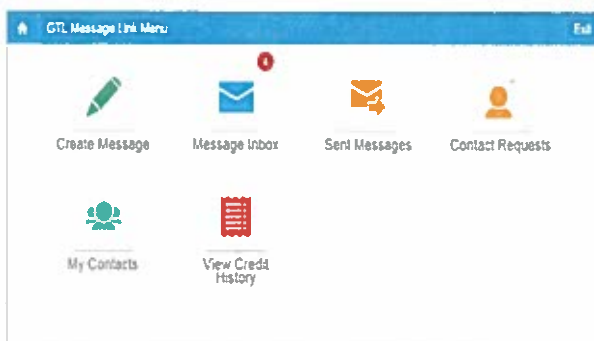 GTL Message Link Menu
Exit
4
Create Message
Message Inbox
Sent Messages
Contact Requests
My Contacts
View Credit
History